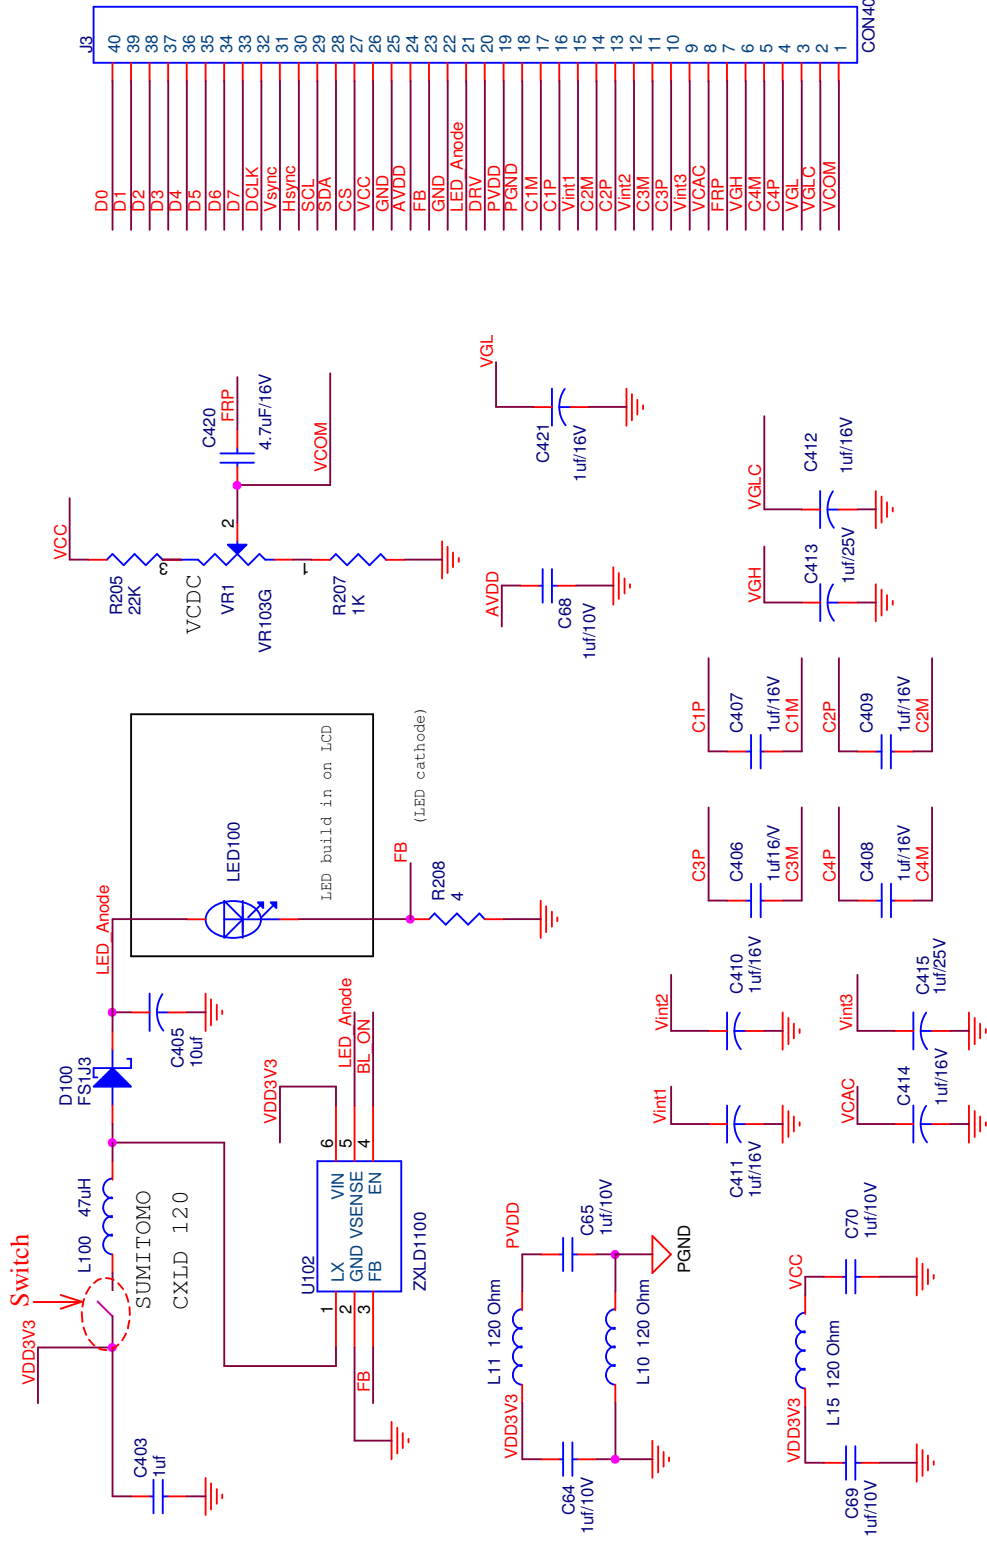 J3
CON40
40
39
38
37
36
35
34
33
32
31
30
29
28
27
26
25
24
23
22
21
20
19
18
17
16
15
14
13
12
11
10
9
8
7
6
5
4
3
2
1
D0
D1
D2
D3
D4
D5
D6
D7
DCLK
Vsync
Hsync
SCL
SDA
CS
VCC
GND
AVDD
FB
GND
LED_Anode
DRV
PVDD
PGND
C1M
C1P
Vint1
C2M
C2P
Vint2
C3M
C3P
Vint3
VCAC
FRP
VGH
C4M
C4P
VGL
VGLC
VCOM
Switch
VDD3V3
C403
1uf
L100 47uH
SUMITOMO
CXLD 120
D100
FS1J3
C405
10uf
LED_Anode
LED100
LED build in on LCD
FB
(LED cathode)
R208
4
VCC
R205
22K
3
VCDC
VR1
VR103G
2
1
R207
1K
C420
FRP
4.7uF/16V
VCOM
U102
ZXLD1100
1
2
3
LX
GND
FB
VIN
VSENSE
EN
6
5
4
VDD3V3
LED_Anode
BL_ON
FB
VGL
C421
1uf/16V
AVDD
C68
1uf/10V
VDD3V3
L11 120 Ohm
PVDD
C64
1uf/10V
C65
1uf/10V
L10 120 Ohm
PGND
VDD3V3
L15 120 Ohm
VCC
C69
1uf/10V
C70
1uf/10V
Vint1
C411
1uf/16V
Vint2
C410
1uf/16V
VCAC
C414
1uf/16V
Vint3
C415
1uf/25V
C3P
C406
1uf16/V
C3M
C1P
C407
1uf/16V
C1M
C4P
C408
1uf/16V
C4M
C2P
C409
1uf/16V
C2M
VGH
C413
1uf/25V
VGLC
C412
1uf/16V